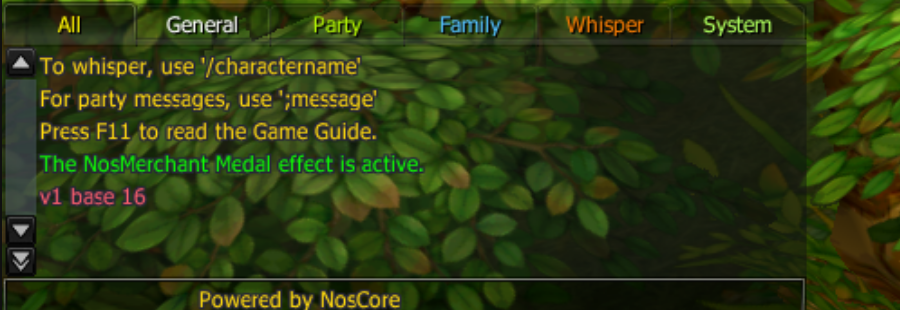 All General Party Family Whisper System
To whisper, use '/charactername'
For party messages, use ';message'
Press F11 to read the Game Guide.
The NosMerchant Medal effect is active.
v1 base 16
Powered by NosCore